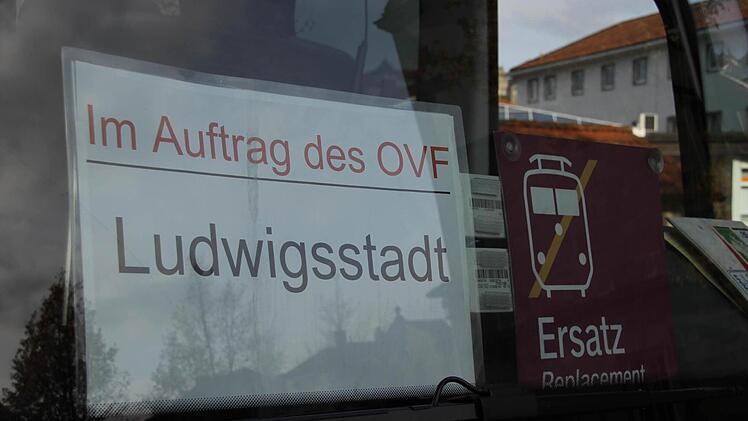 Im Auftrag des OVF
Ludwigsstadt
Ersatz
Replacement